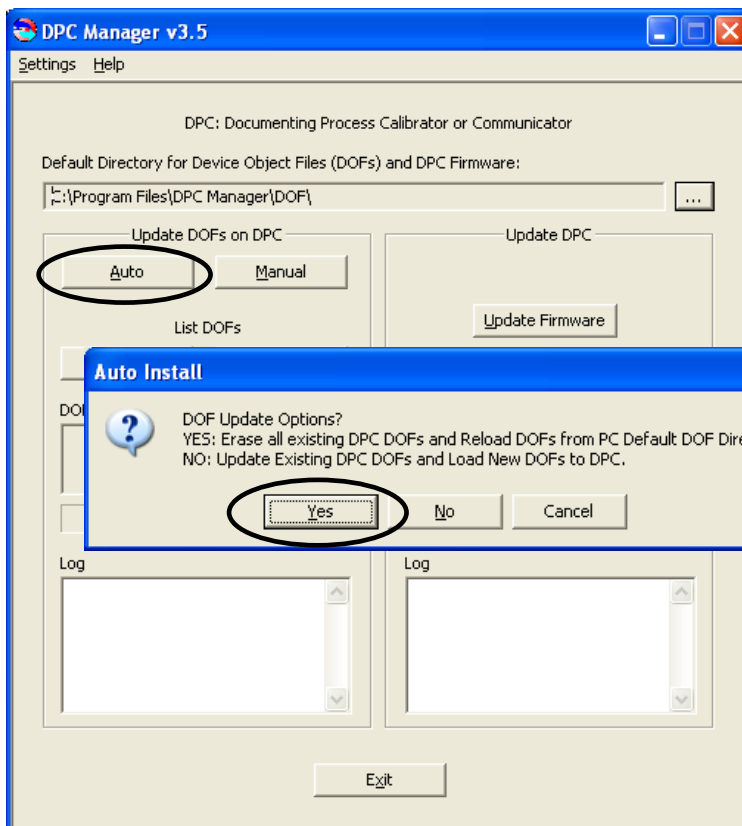 DPC Manager v3.5
Settings Help
DPC: Documenting Process Calibrator or Communicator
Default Directory for Device Object Files (DOFs) and DPC Firmware:
C:\Program Files\DPC Manager\DOF\ ...
Update DOFs on DPC
Update DPC
Auto
Manual
List DOFs
Update Firmware
Auto Install
DO
DOF Update Options?
YES: Erase all existing DPC DOFs and Reload DOFs from PC Default DOF Dire
NO: Update Existing DPC DOFs and Load New DOFs to DPC.
Yes No Cancel
Log
Log
Exit